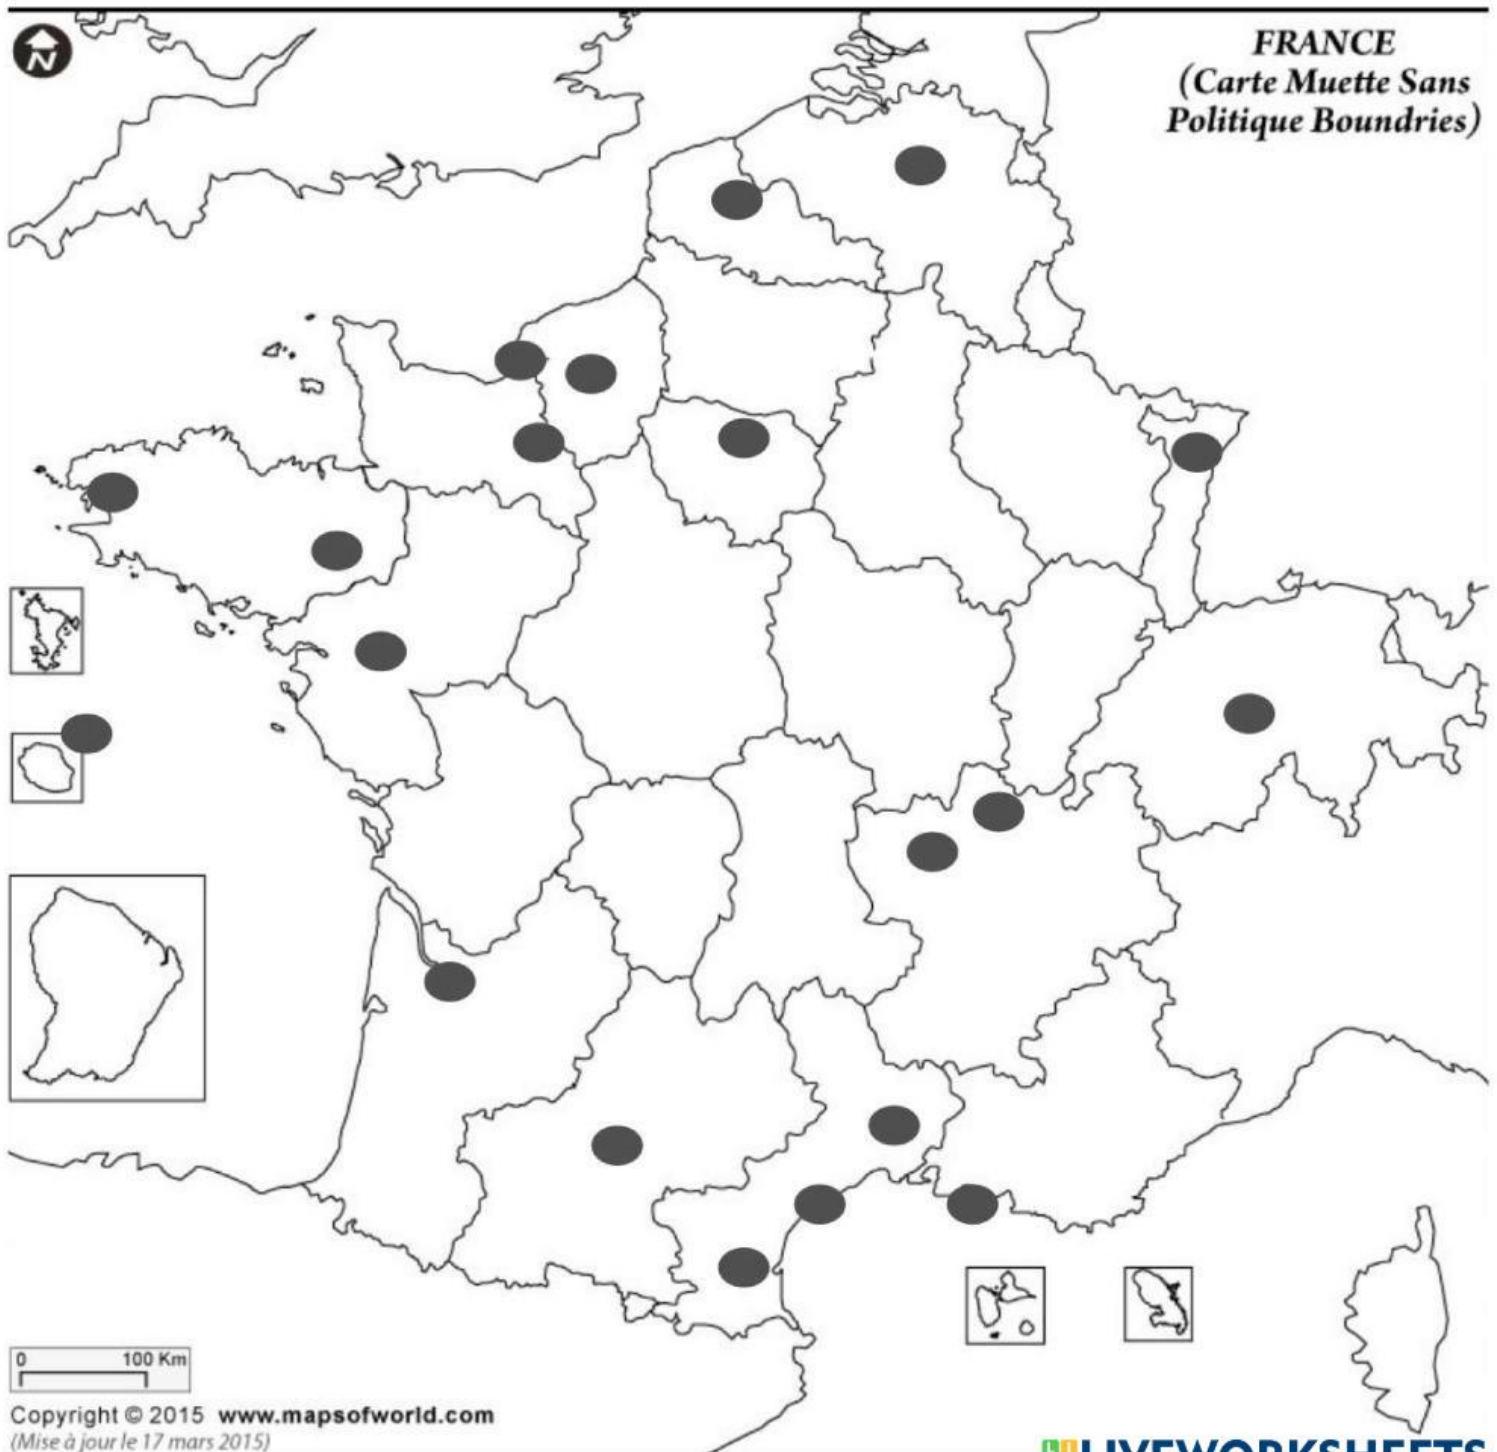 N
FRANCE
(Carte Muette Sans
Politique Boundries)
0 100 Km
Copyright © 2015 www.mapsofworld.com
(Mise à jour le 17 mars 2015)
LIVEWORKSHEETS